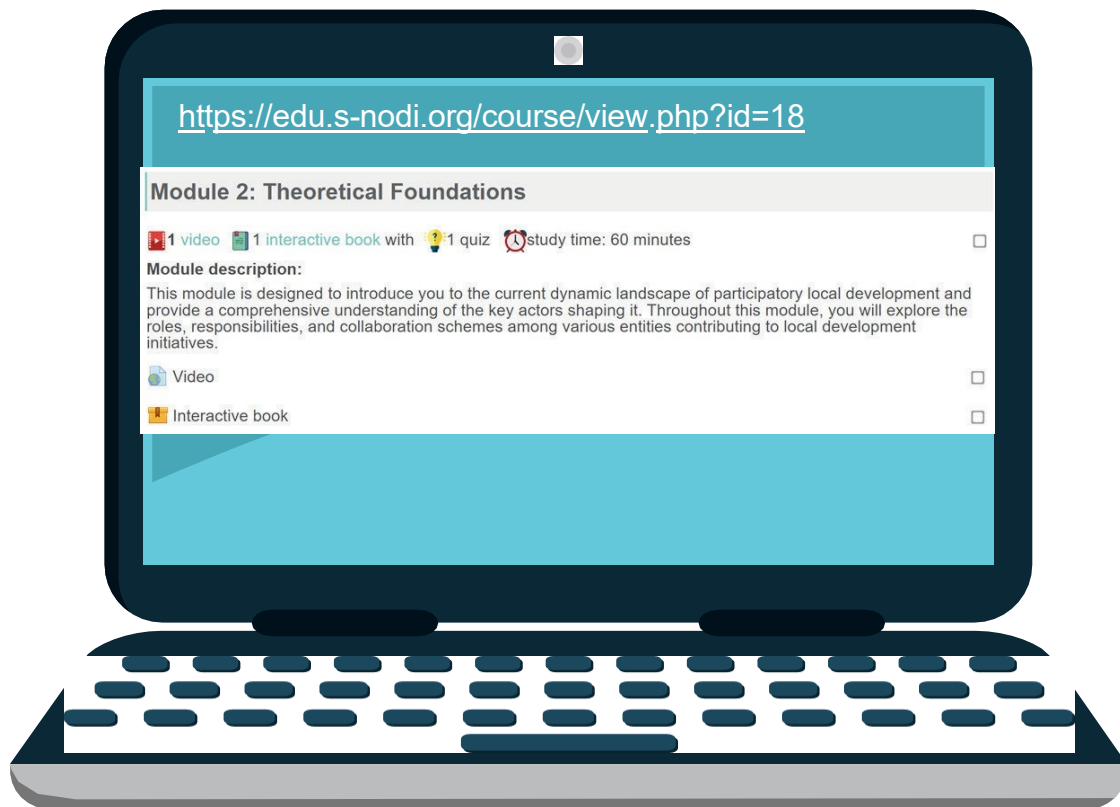 https://edu.s-nodi.org/course/view.php?id=18
Module 2: Theoretical Foundations
1 video 1 interactive book with 1 quiz study time: 60 minutes
Module description:
This module is designed to introduce you to the current dynamic landscape of participatory local development and
provide a comprehensive understanding of the key actors shaping it. Throughout this module, you will explore the
roles, responsibilities, and collaboration schemes among various entities contributing to local development
initiatives.
Video
Interactive book